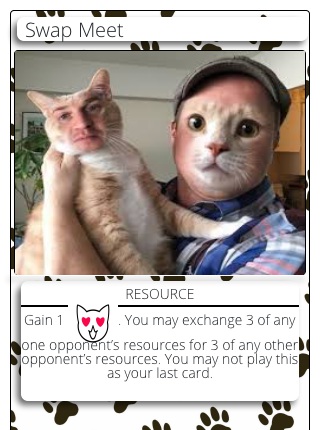 Swap Meet
RESOURCE
Gain 1 . You may exchange 3 of any
one opponent's resources for 3 of any other
opponent's resources. You may not play this
as your last card.